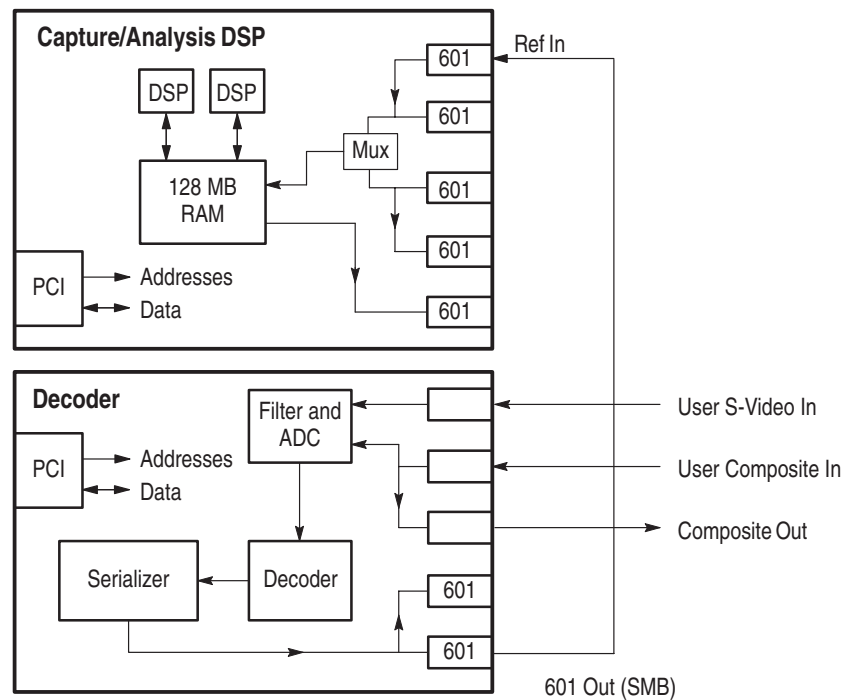 Capture/Analysis DSP
601
Ref In
DSP
DSP
601
Mux
128 MB
RAM
601
601
PCI
Addresses
Data
601
Decoder
Filter and
ADC
User S-Video In
PCI
Addresses
Data
User Composite In
Composite Out
Serializer
Decoder
601
601
601 Out (SMB)